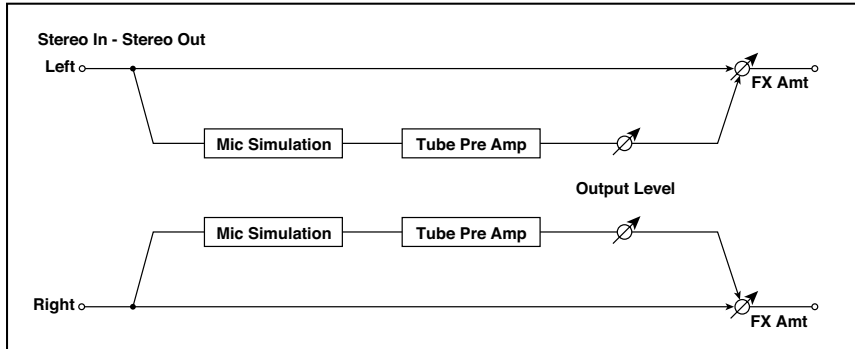 Stereo In - Stereo Out
Left
FX Amt
Mic Simulation
Tube Pre Amp
Output Level
Mic Simulation
Tube Pre Amp
Right
FX Amt